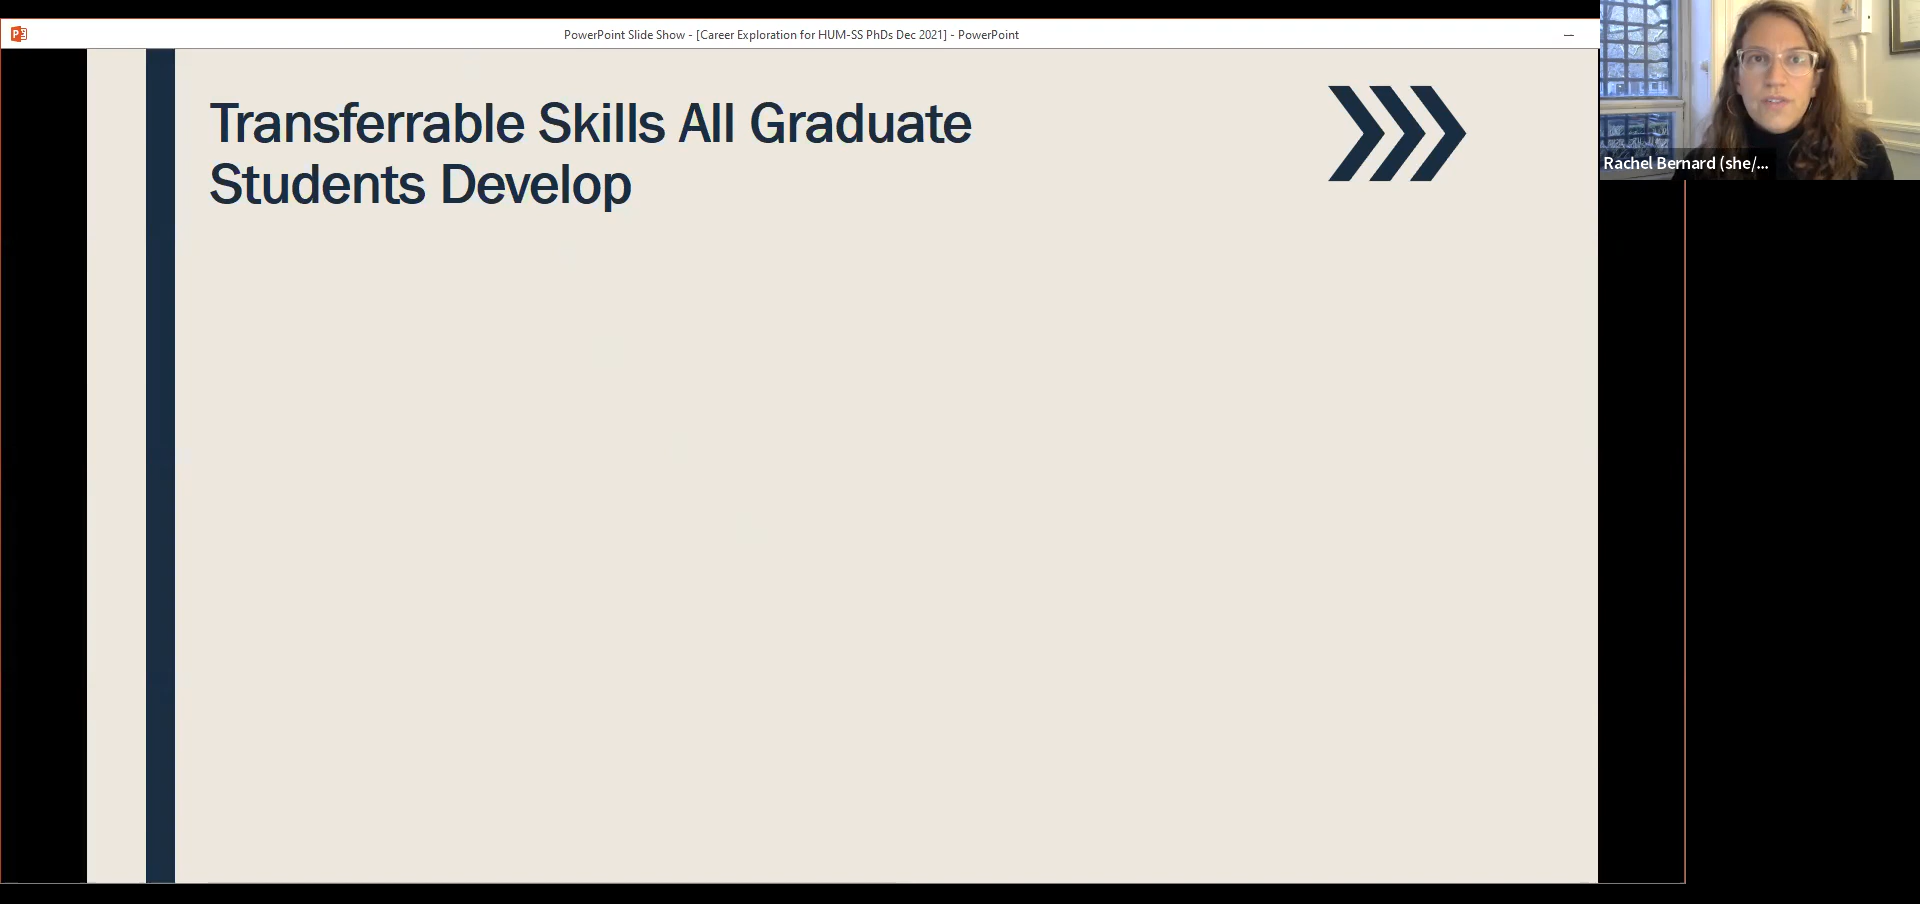 PowerPoint Slide Show - [Career Exploration for HUM-SS PhDs Dec 2021] - PowerPoint
Transferrable Skills All Graduate
Students Develop
Rachel Bernard (she/...